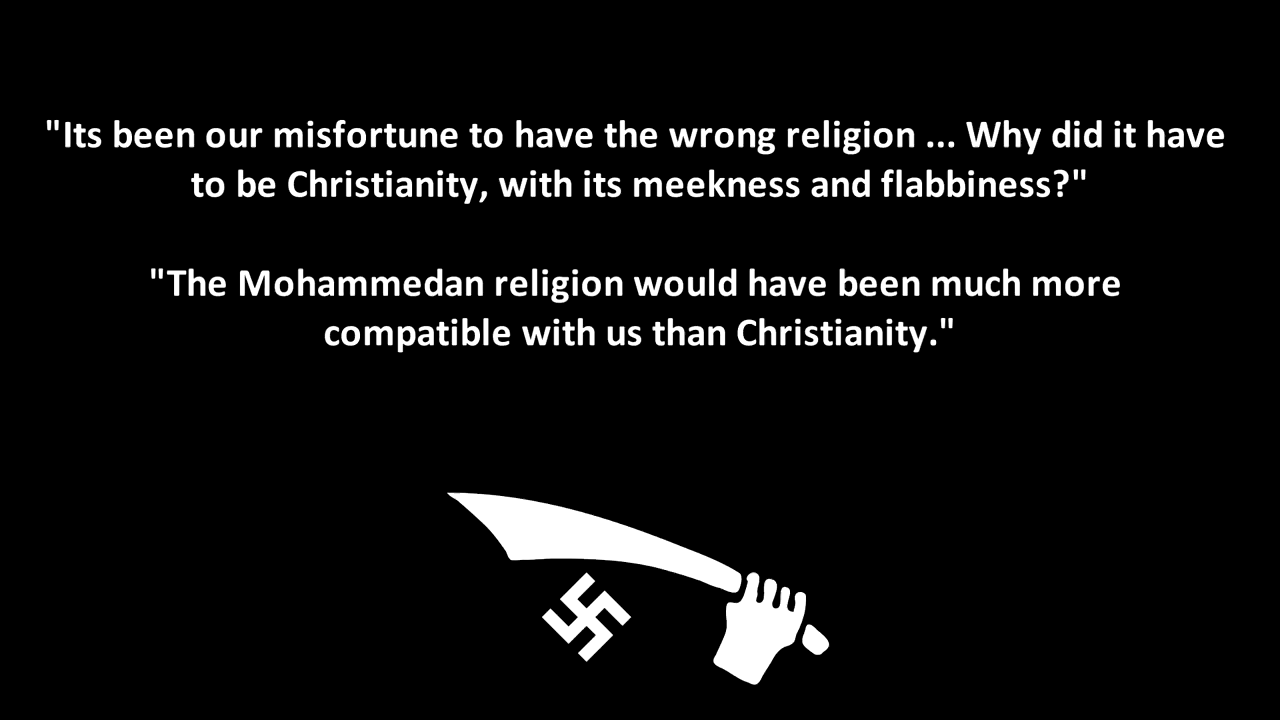 "Its been our misfortune to have the wrong religion ... Why did it have
to be Christianity, with its meekness and flabbiness?"
"The Mohammedan religion would have been much more
compatible with us than Christianity."